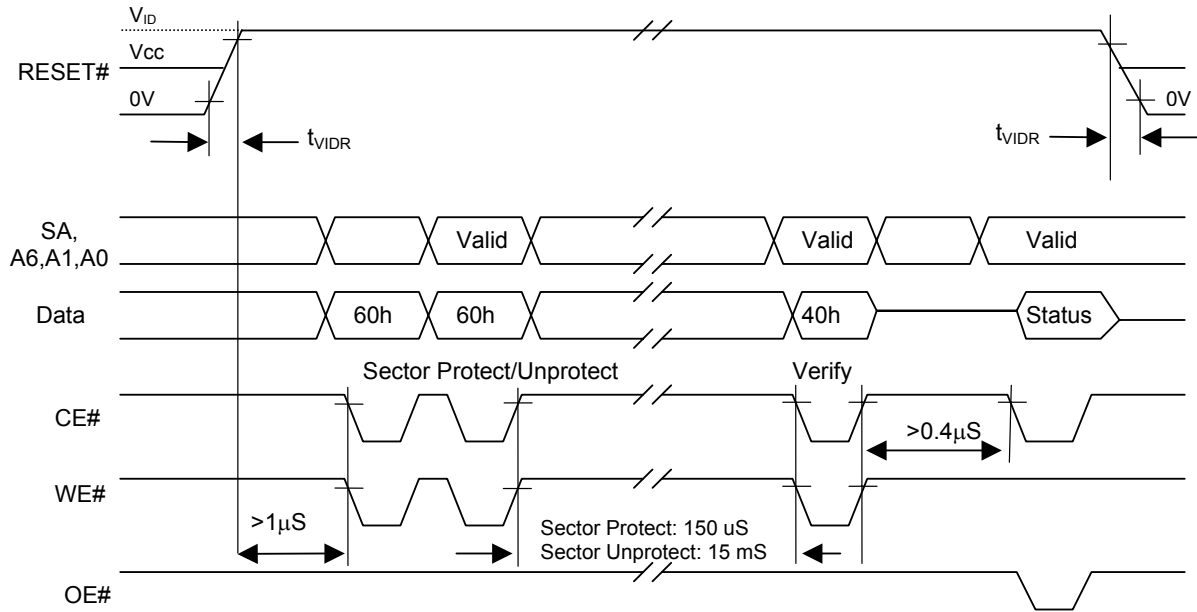 VID
Vcc
RESET#
0V
0V
tVIDR
tVIDR
SA,
A6,A1,A0
Valid
Valid
Valid
Data
60h
60h
40h
Status
Sector Protect/Unprotect
Verify
CE#
>0.4μS
WE#
>1μS
Sector Protect: 150 uS
Sector Unprotect: 15 mS
OE#